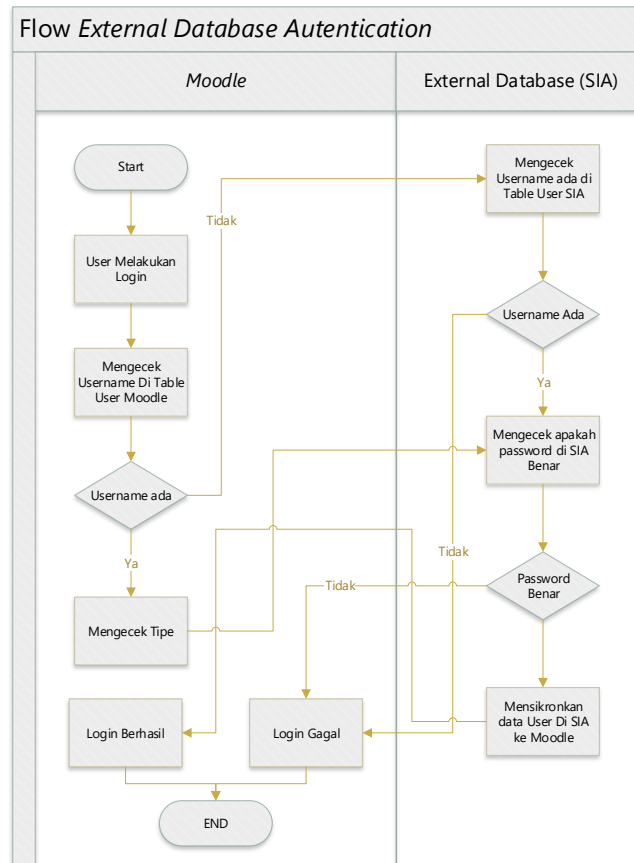 Flow External Database Autentication
Moodle
External Database (SIA)
Start
User Melakukan
Login
Mengecek
Username Di Table
User Moodle
Username ada
Tidak
Ya
Mengecek Tipe
Login Berhasil
Login Gagal
END
Mengecek
Username ada di
Table User SIA
Username Ada
Ya
Tidak
Mengecek apakah
password di SIA
Benar
Password
Benar
Tidak
Mensikronkan
data User Di SIA
ke Moodle